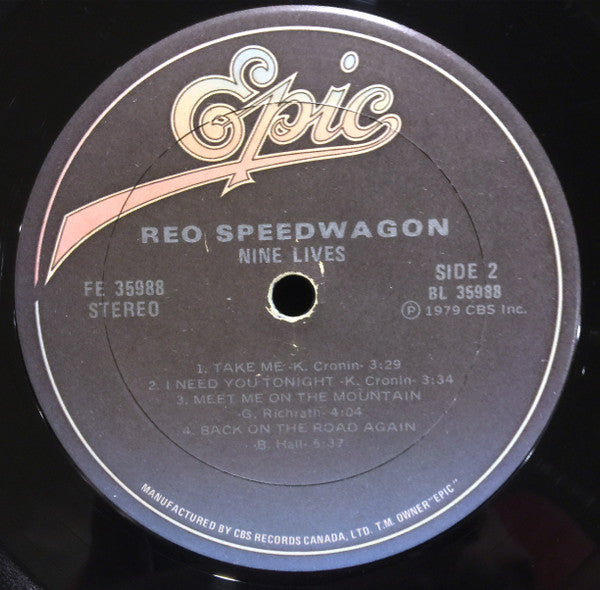 Epic
REO SPEEDWAGON
NINE LIVES
FE 35988
STEREO
SIDE 2
BL 35988
Ⓟ 1979 CBS Inc.
1. TAKE ME -K. Cronin- 3:29
2. I NEED YOU TONIGHT -K. Cronin- 3:34
3. MEET ME ON THE MOUNTAIN
-G. Richrath- 4:04
4. BACK ON THE ROAD AGAIN
-B. Hall- 5:37
MANUFACTURED BY CBS RECORDS CANADA, LTD. T.M. OWNER "EPIC"